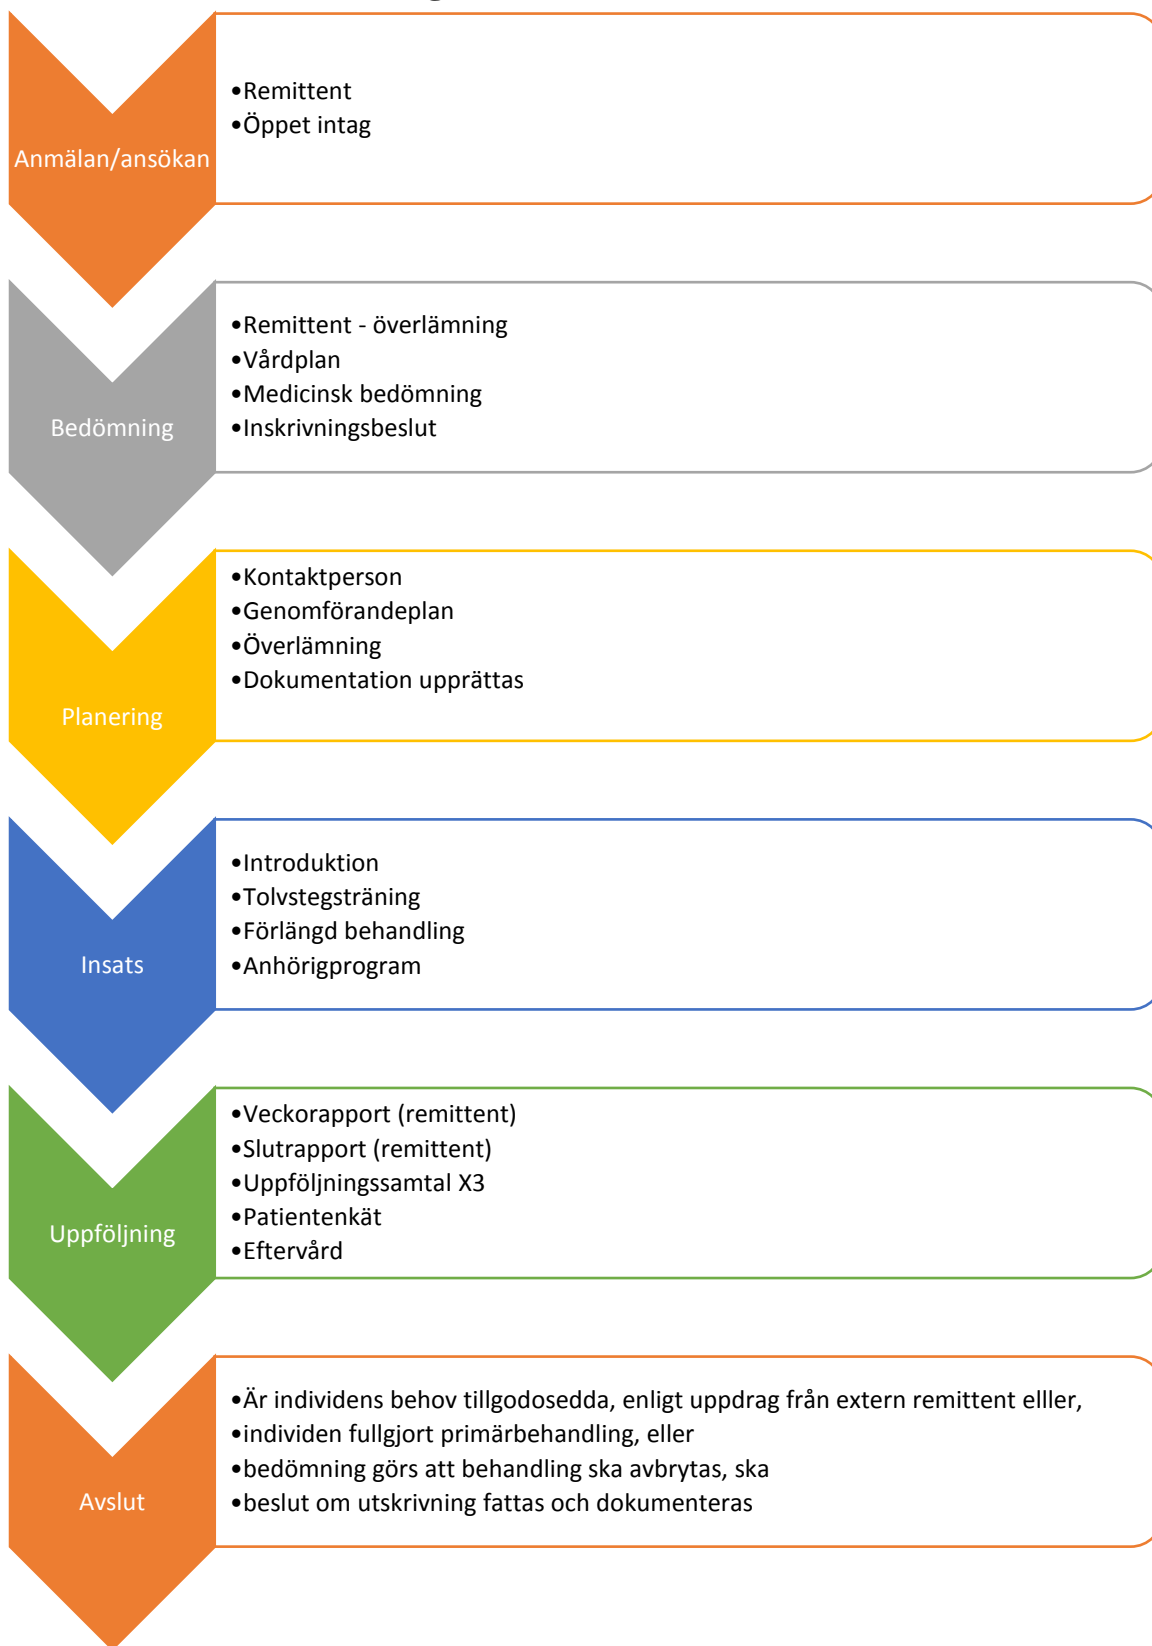 Anmälan/ansökan
•Remittent
•Öppet intag
Bedömning
•Remittent - överlämning
•Vårdplan
•Medicinsk bedömning
•Inskrivningsbeslut
Planering
•Kontaktperson
•Genomförandeplan
•Överlämning
•Dokumentation upprättas
Insats
•Introduktion
•Tolvstegsträning
•Förlängd behandling
•Anhörigprogram
Uppföljning
•Veckorapport (remittent)
•Slutrapport (remittent)
•Uppföljningssamtal X3
•Patientenkät
•Eftervård
Avslut
•Är individens behov tillgodosedda, enligt uppdrag från extern remittent elller,
•individen fullgjort primärbehandling, eller
•bedömning görs att behandling ska avbrytas, ska
•beslut om utskrivning fattas och dokumenteras